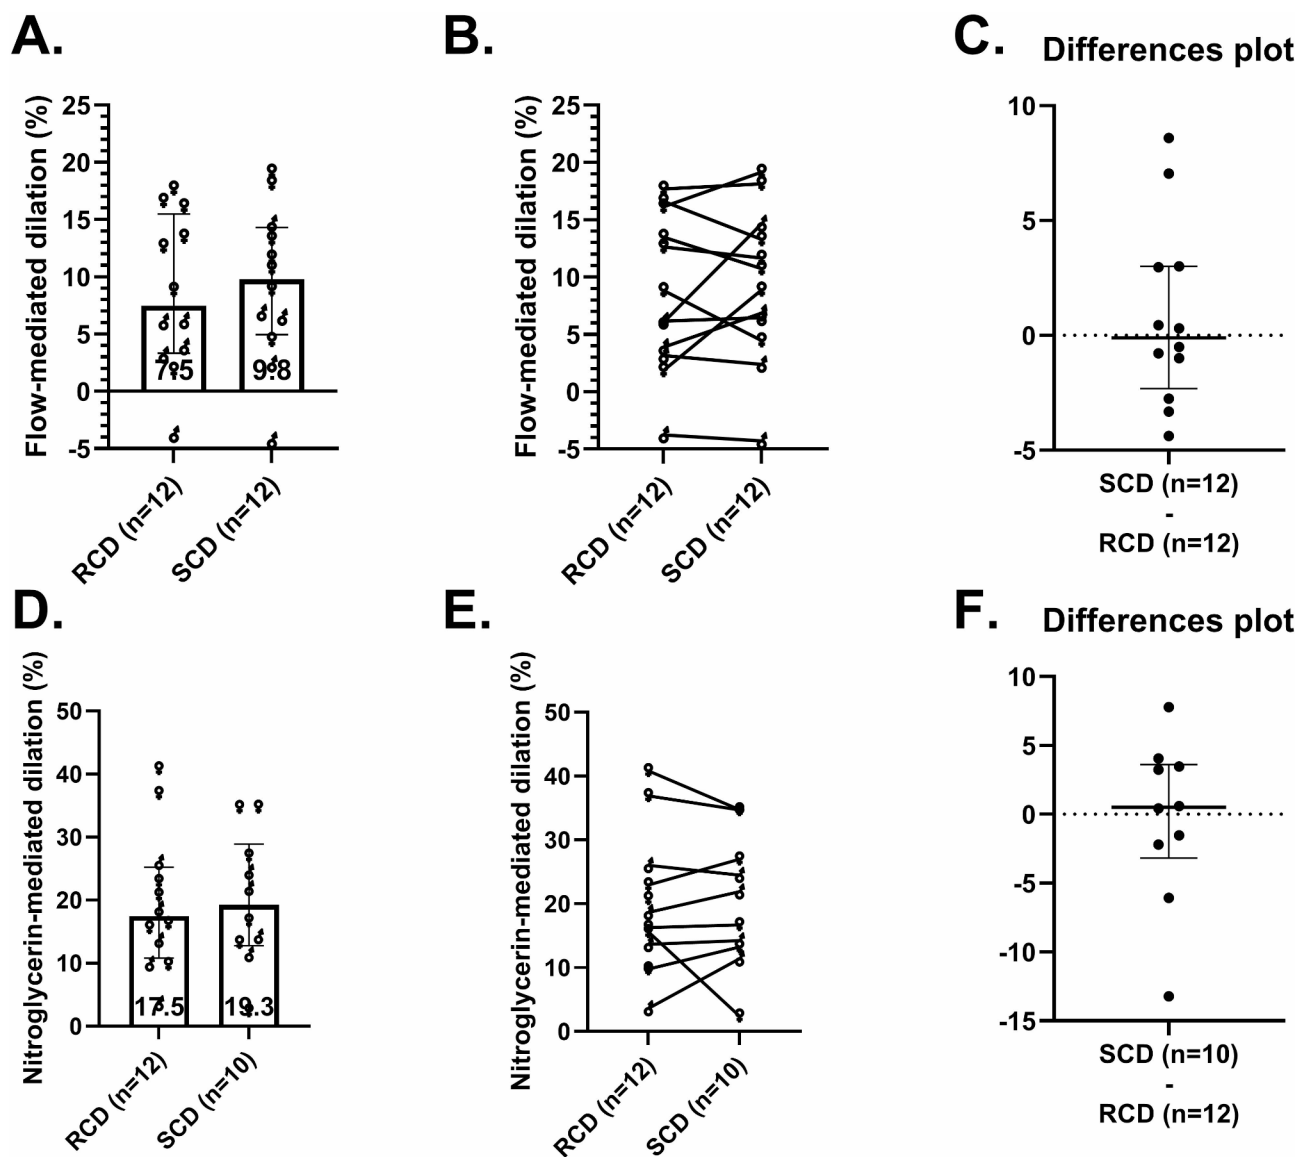 A.
Flow-mediated dilation (%)
25
20
15
10
5
0
-5
7.5
9.8
RCD (n=12)
SCD (n=12)
B.
Flow-mediated dilation (%)
25
20
15
10
5
0
-5
RCD (n=12)
SCD (n=12)
C.
Differences plot
10
5
0
-5
SCD (n=12)
-
RCD (n=12)
D.
Nitroglycerin-mediated dilation (%)
50
40
30
20
10
0
17.5
19.3
RCD (n=12)
SCD (n=10)
E.
Nitroglycerin-mediated dilation (%)
50
40
30
20
10
0
RCD (n=12)
SCD (n=10)
F.
Differences plot
10
5
0
-5
-10
-15
SCD (n=10)
-
RCD (n=12)